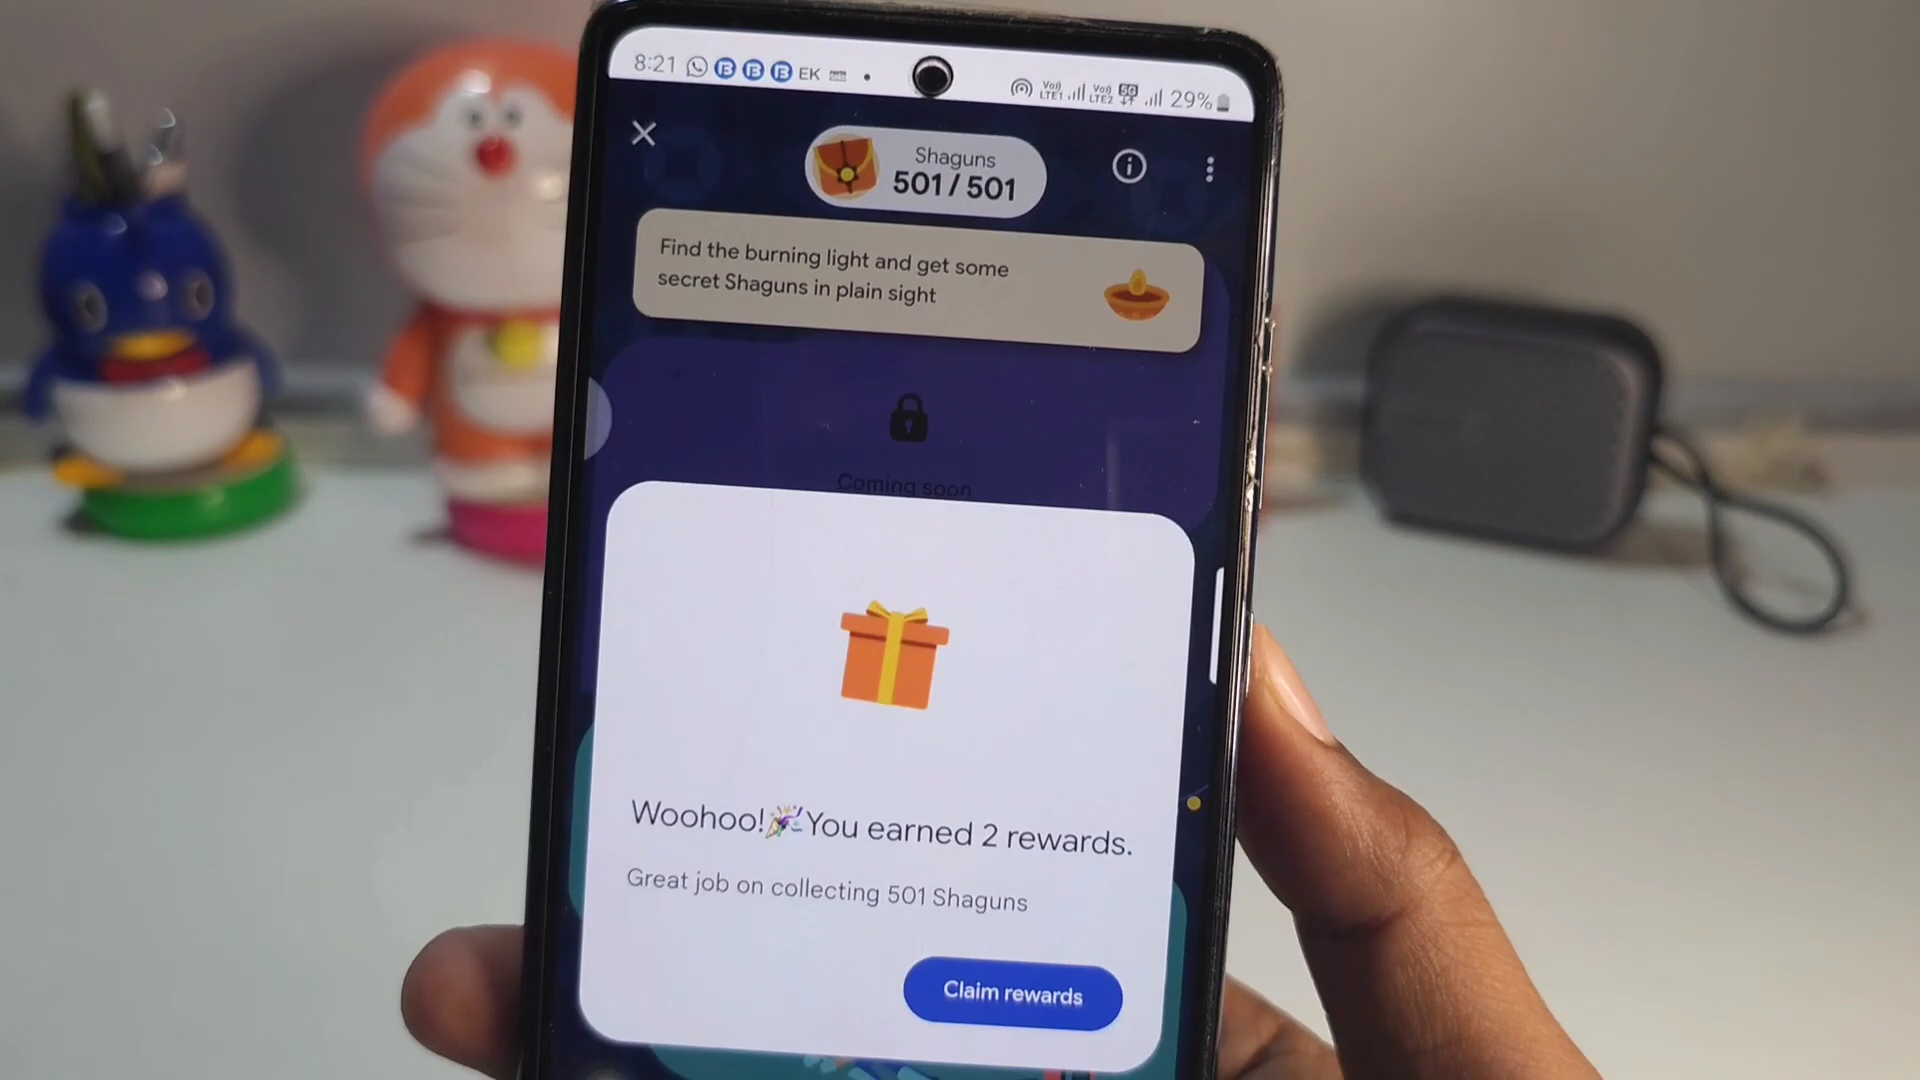 8:21 EK 29%
Shaguns
501 / 501
Find the burning light and get some
secret Shaguns in plain sight
Coming soon
Woohoo!🎉You earned 2 rewards.
Great job on collecting 501 Shaguns
Claim rewards